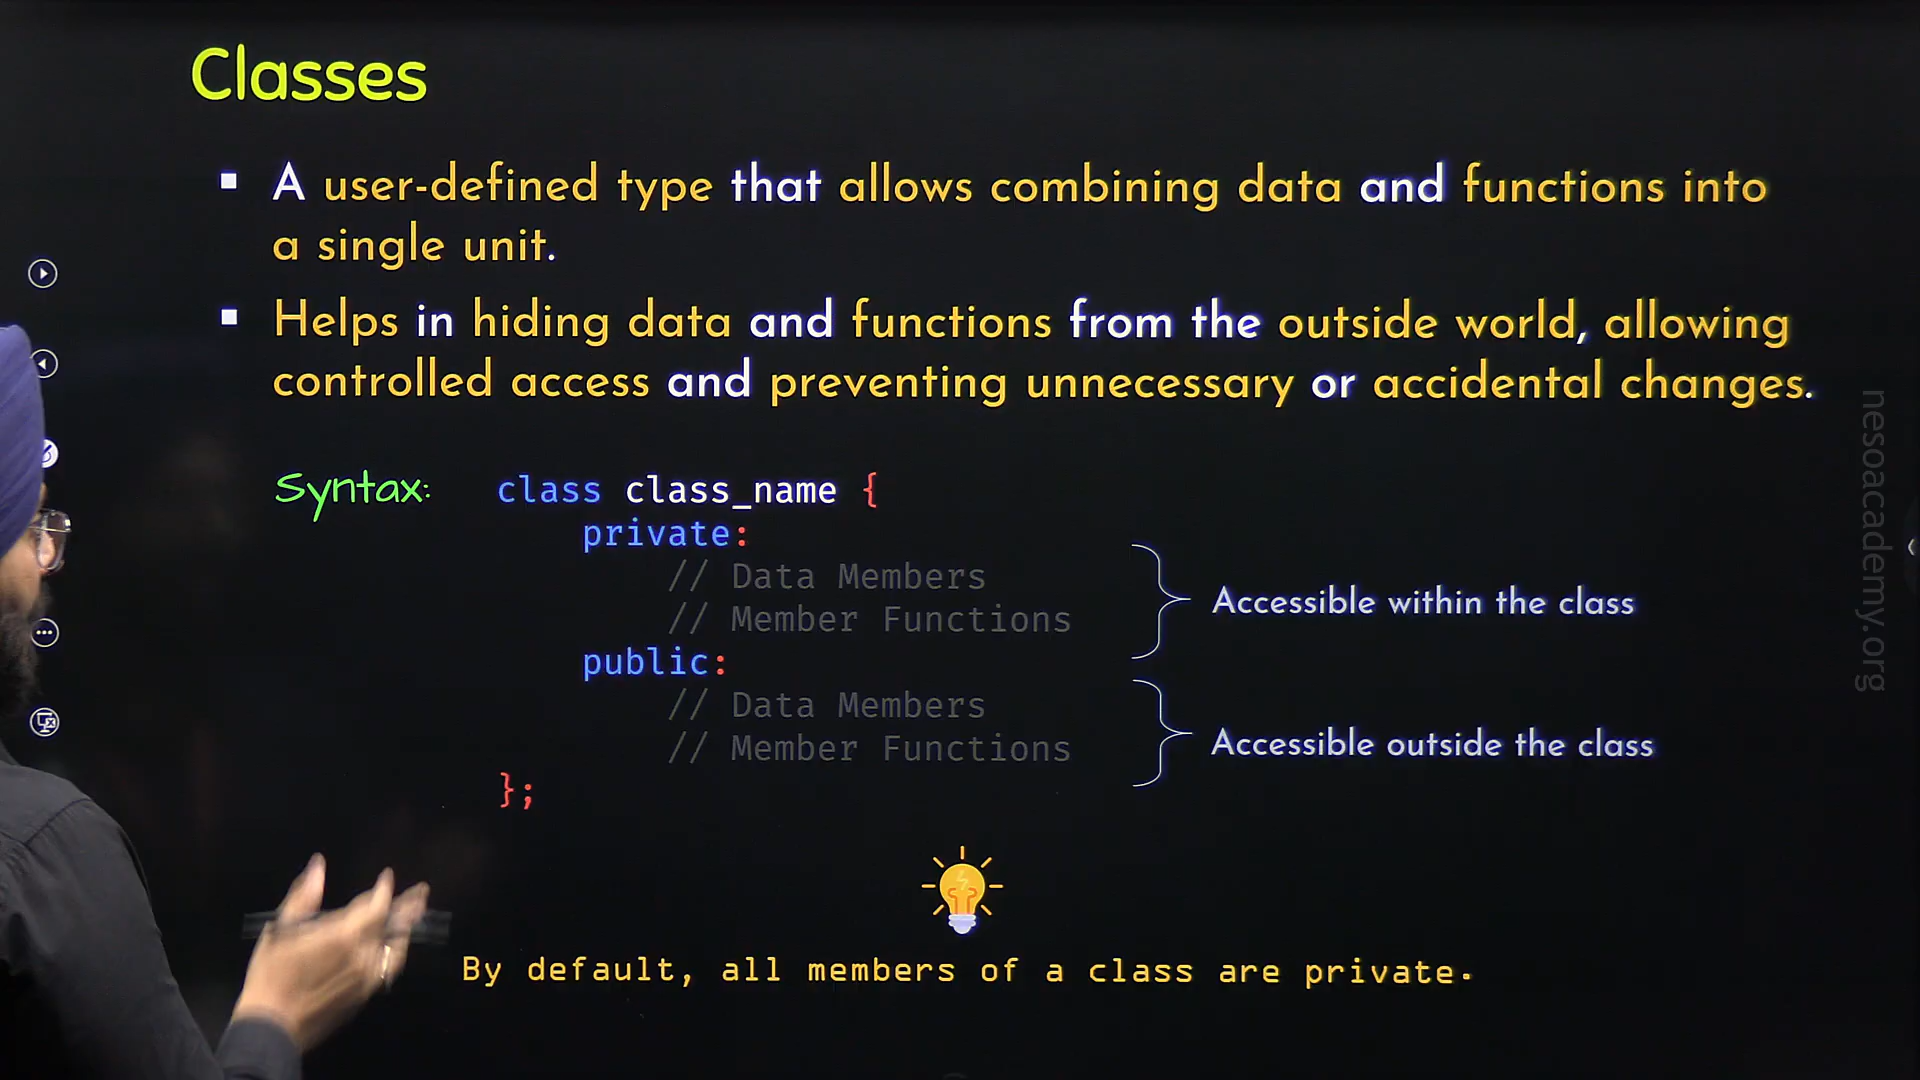 Classes
▪ A user-defined type that allows combining data and functions into
a single unit.
▪ Helps in hiding data and functions from the outside world, allowing
controlled access and preventing unnecessary or accidental changes.
Syntax: class class_name {
private:
// Data Members
// Member Functions
Accessible within the class
public:
// Data Members
// Member Functions
Accessible outside the class
};
By default, all members of a class are private.
nesoacademy.org